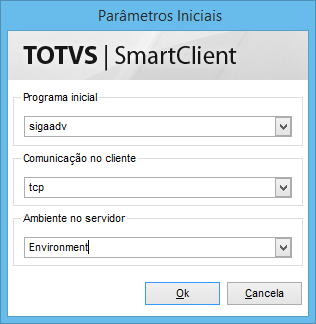 Parâmetros Iniciais
TOTVS | SmartClient
Programa inicial
sigaadv
Comunicação no cliente
tcp
Ambiente no servidor
Environment
Ok Cancela